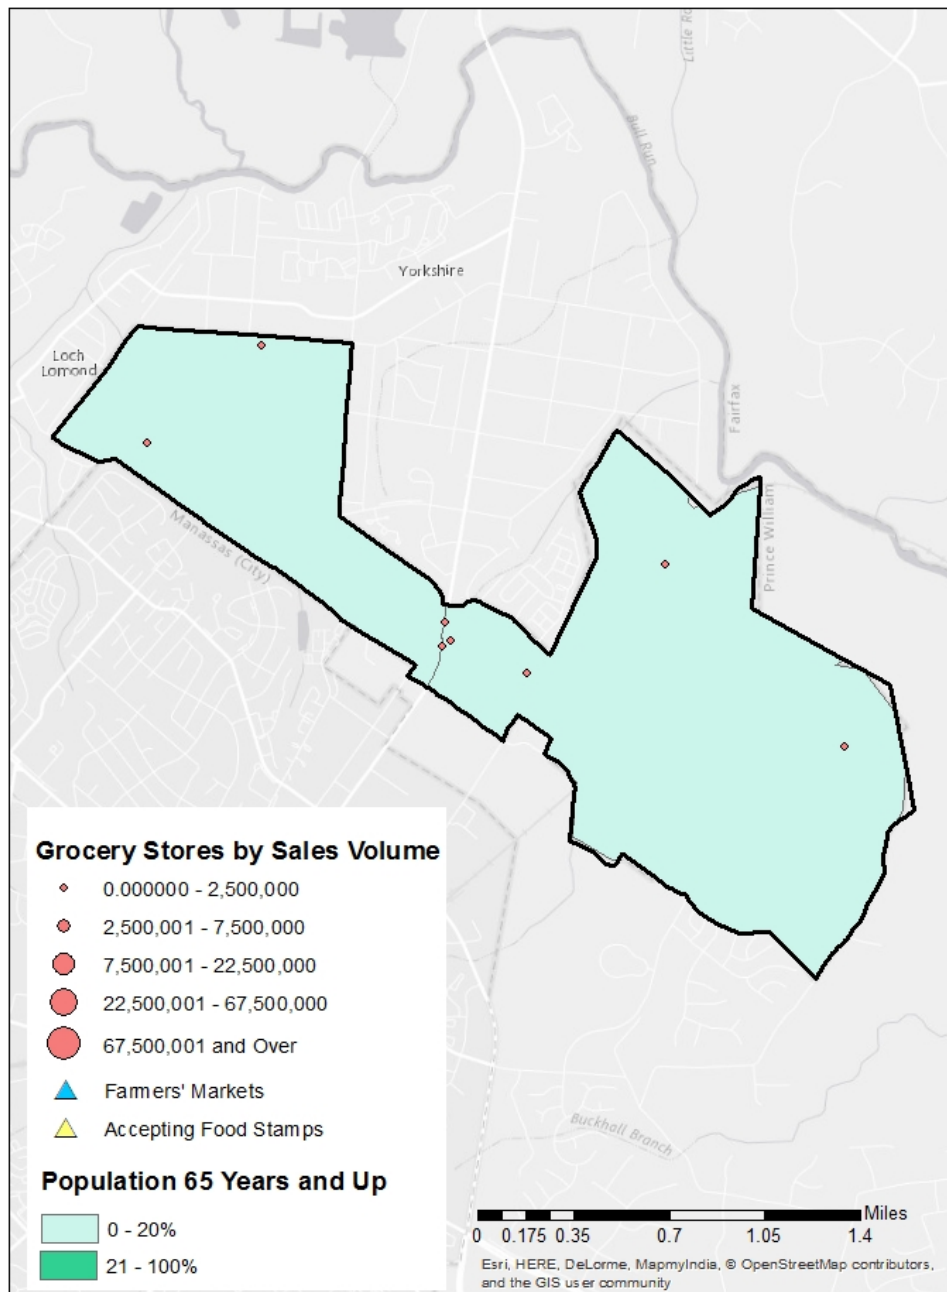 Little Ro
Bull Run
Yorkshire
Loch
Lomond
Fairfax
Prince William
Manassas (City)
Grocery Stores by Sales Volume
0.000000 - 2,500,000
2,500,001 - 7,500,000
7,500,001 - 22,500,000
22,500,001 - 67,500,000
67,500,001 and Over
Farmers' Markets
Accepting Food Stamps
Population 65 Years and Up
0 - 20%
21 - 100%
Buckhall Branch
Miles
0 0.175 0.35 0.7 1.05 1.4
Esri, HERE, DeLorme, MapmyIndia, © OpenStreetMap contributors,
and the GIS user community